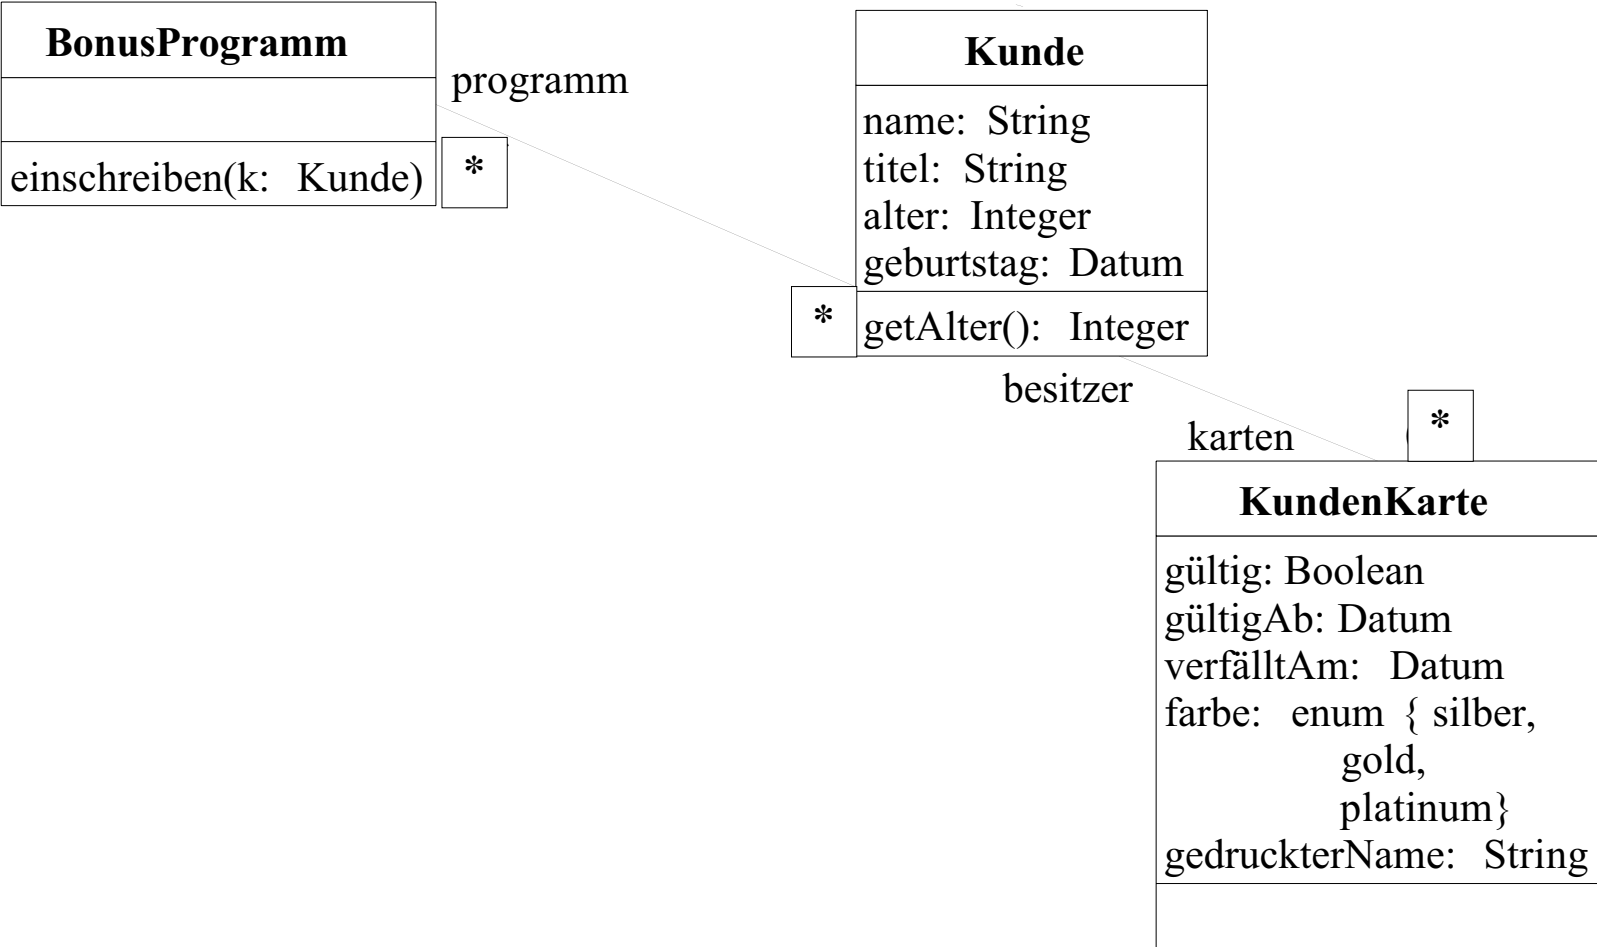 BonusProgramm
einschreiben(k: Kunde)
programm
*
*
Kunde
name: String
titel: String
alter: Integer
geburtstag: Datum
getAlter(): Integer
besitzer
karten
*
KundenKarte
gültig: Boolean
gültigAb: Datum
verfälltAm: Datum
farbe: enum { silber,
gold,
platinum}
gedruckterName: String